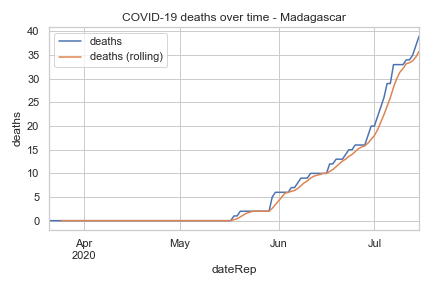 COVID-19 deaths over time - Madagascar
deaths
deaths (rolling)
40
35
30
25
20
15
10
5
0
deaths
Apr
2020
May
Jun
Jul
dateRep